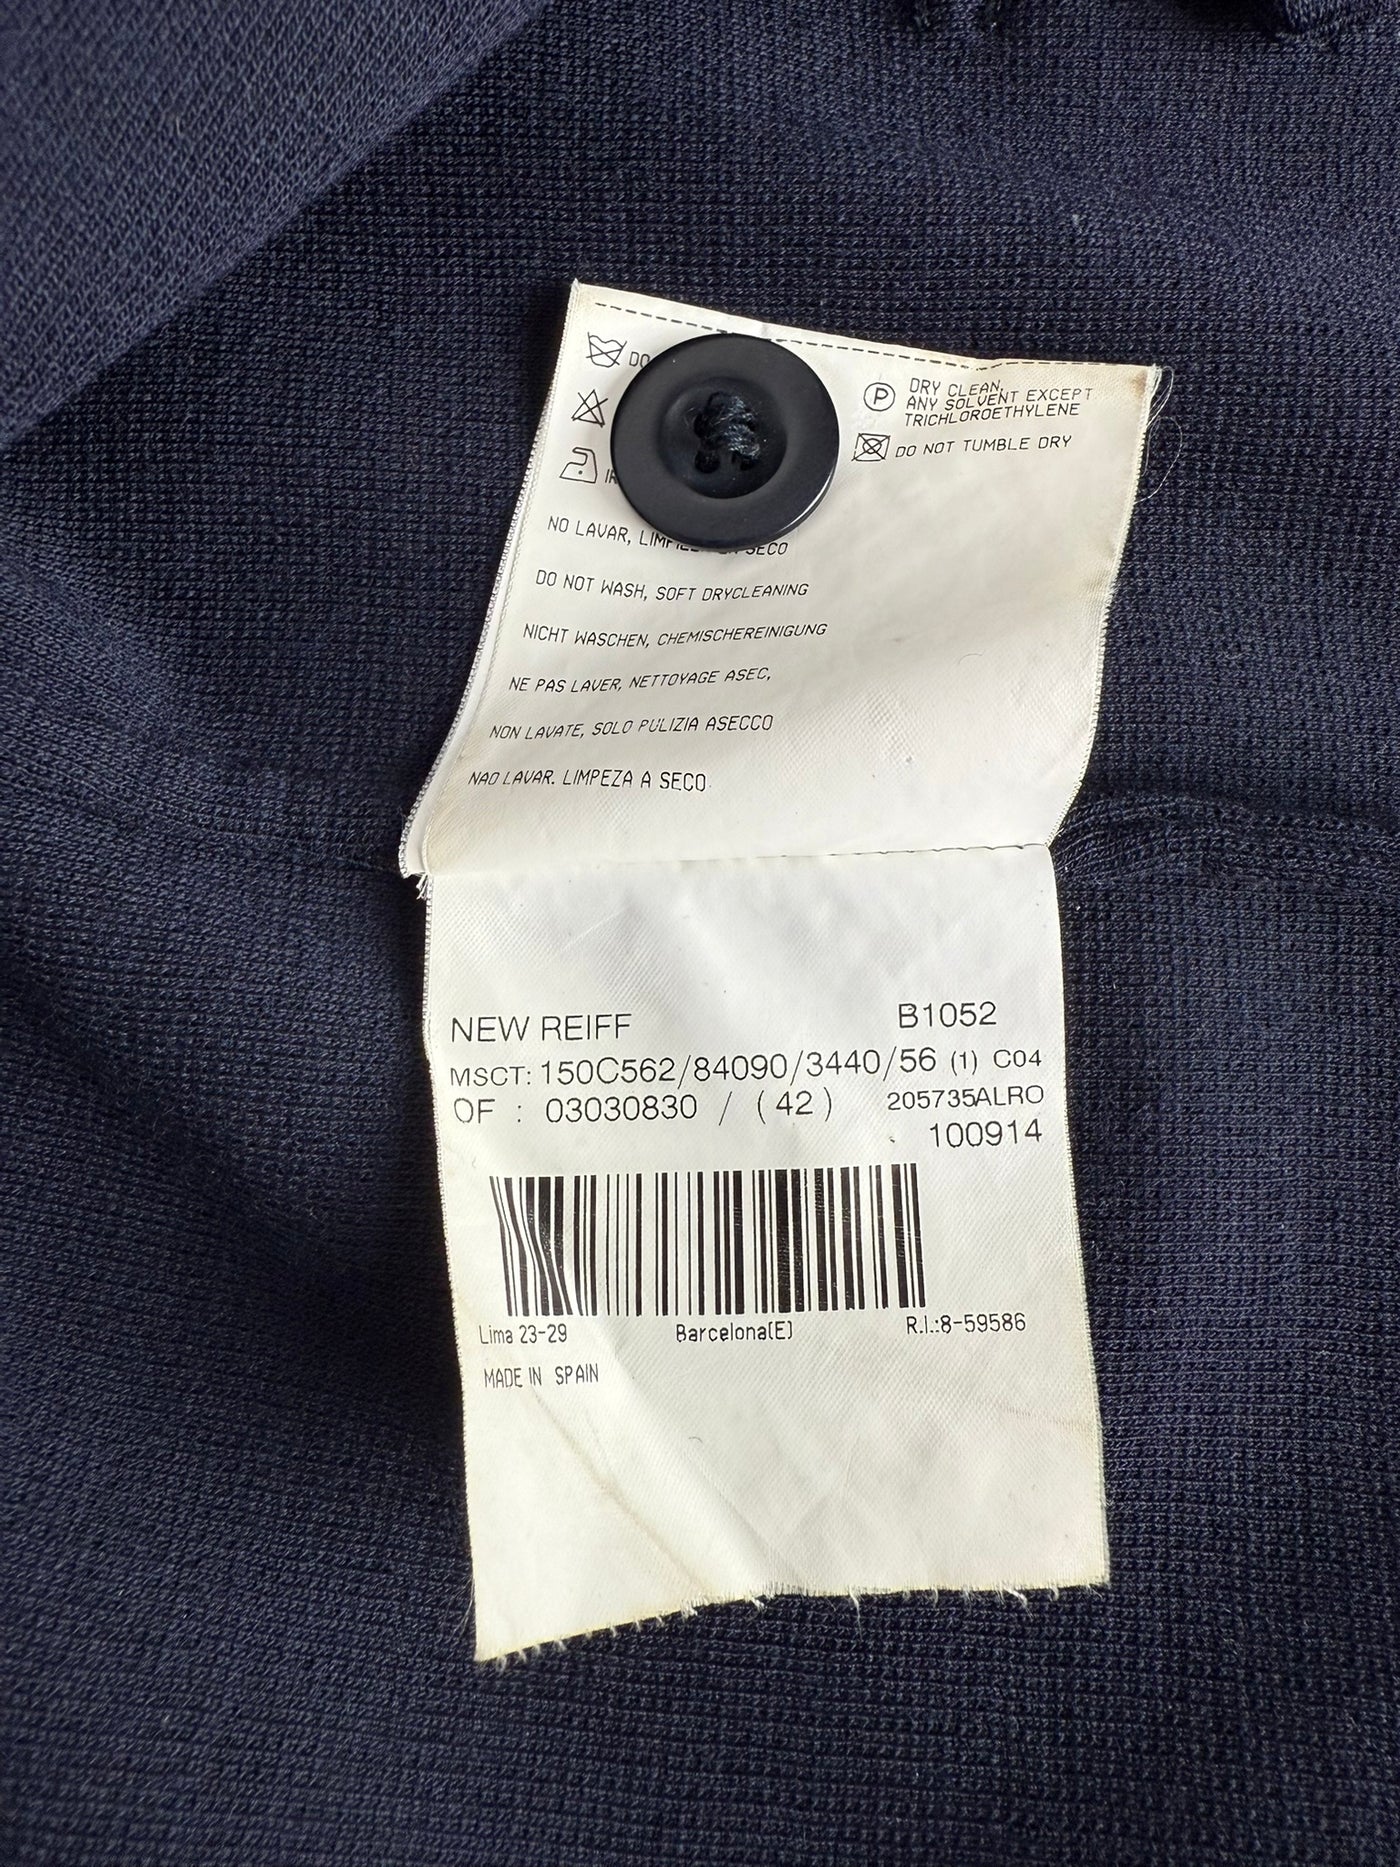 DO
P
DRY CLEAN,
ANY SOLVENT EXCEPT
TRICHLOROETHYLENE
DO NOT TUMBLE DRY
NO LAVAR, SECO
DO NOT WASH, SOFT DRYCLEANING
NICHT WASCHEN, CHEMISCHEREINIGUNG
NE PAS LAVER, NETTOYAGE ASEC,
NON LAVATE, SOLO PULIZIA ASECCO
NAO LAVAR. LIMPEZA A SECO.
NEW REIFF B1052
MSCT: 150C562/84090/3440/56 (1) C04
OF : 03030830 / (42) 205735ALRO
100914
Lima 23-29 Barcelona(E) R.I.:8-59586
MADE IN SPAIN